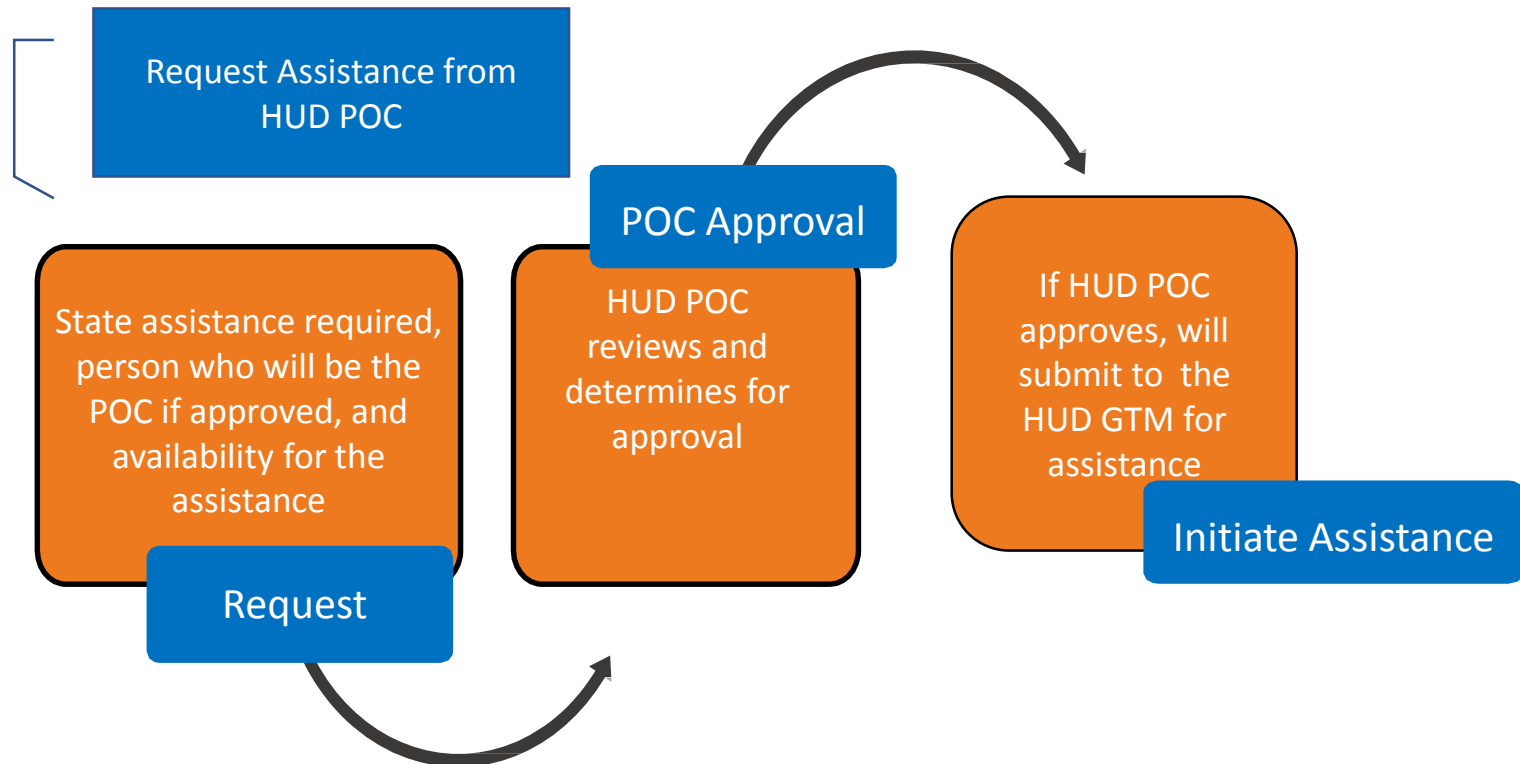 Request Assistance from
HUD POC
State assistance required,
person who will be the
POC if approved, and
availability for the
assistance
Request
POC Approval
HUD POC
reviews and
determines for
approval
If HUD POC
approves, will
submit to  the
HUD GTM for
assistance
Initiate Assistance